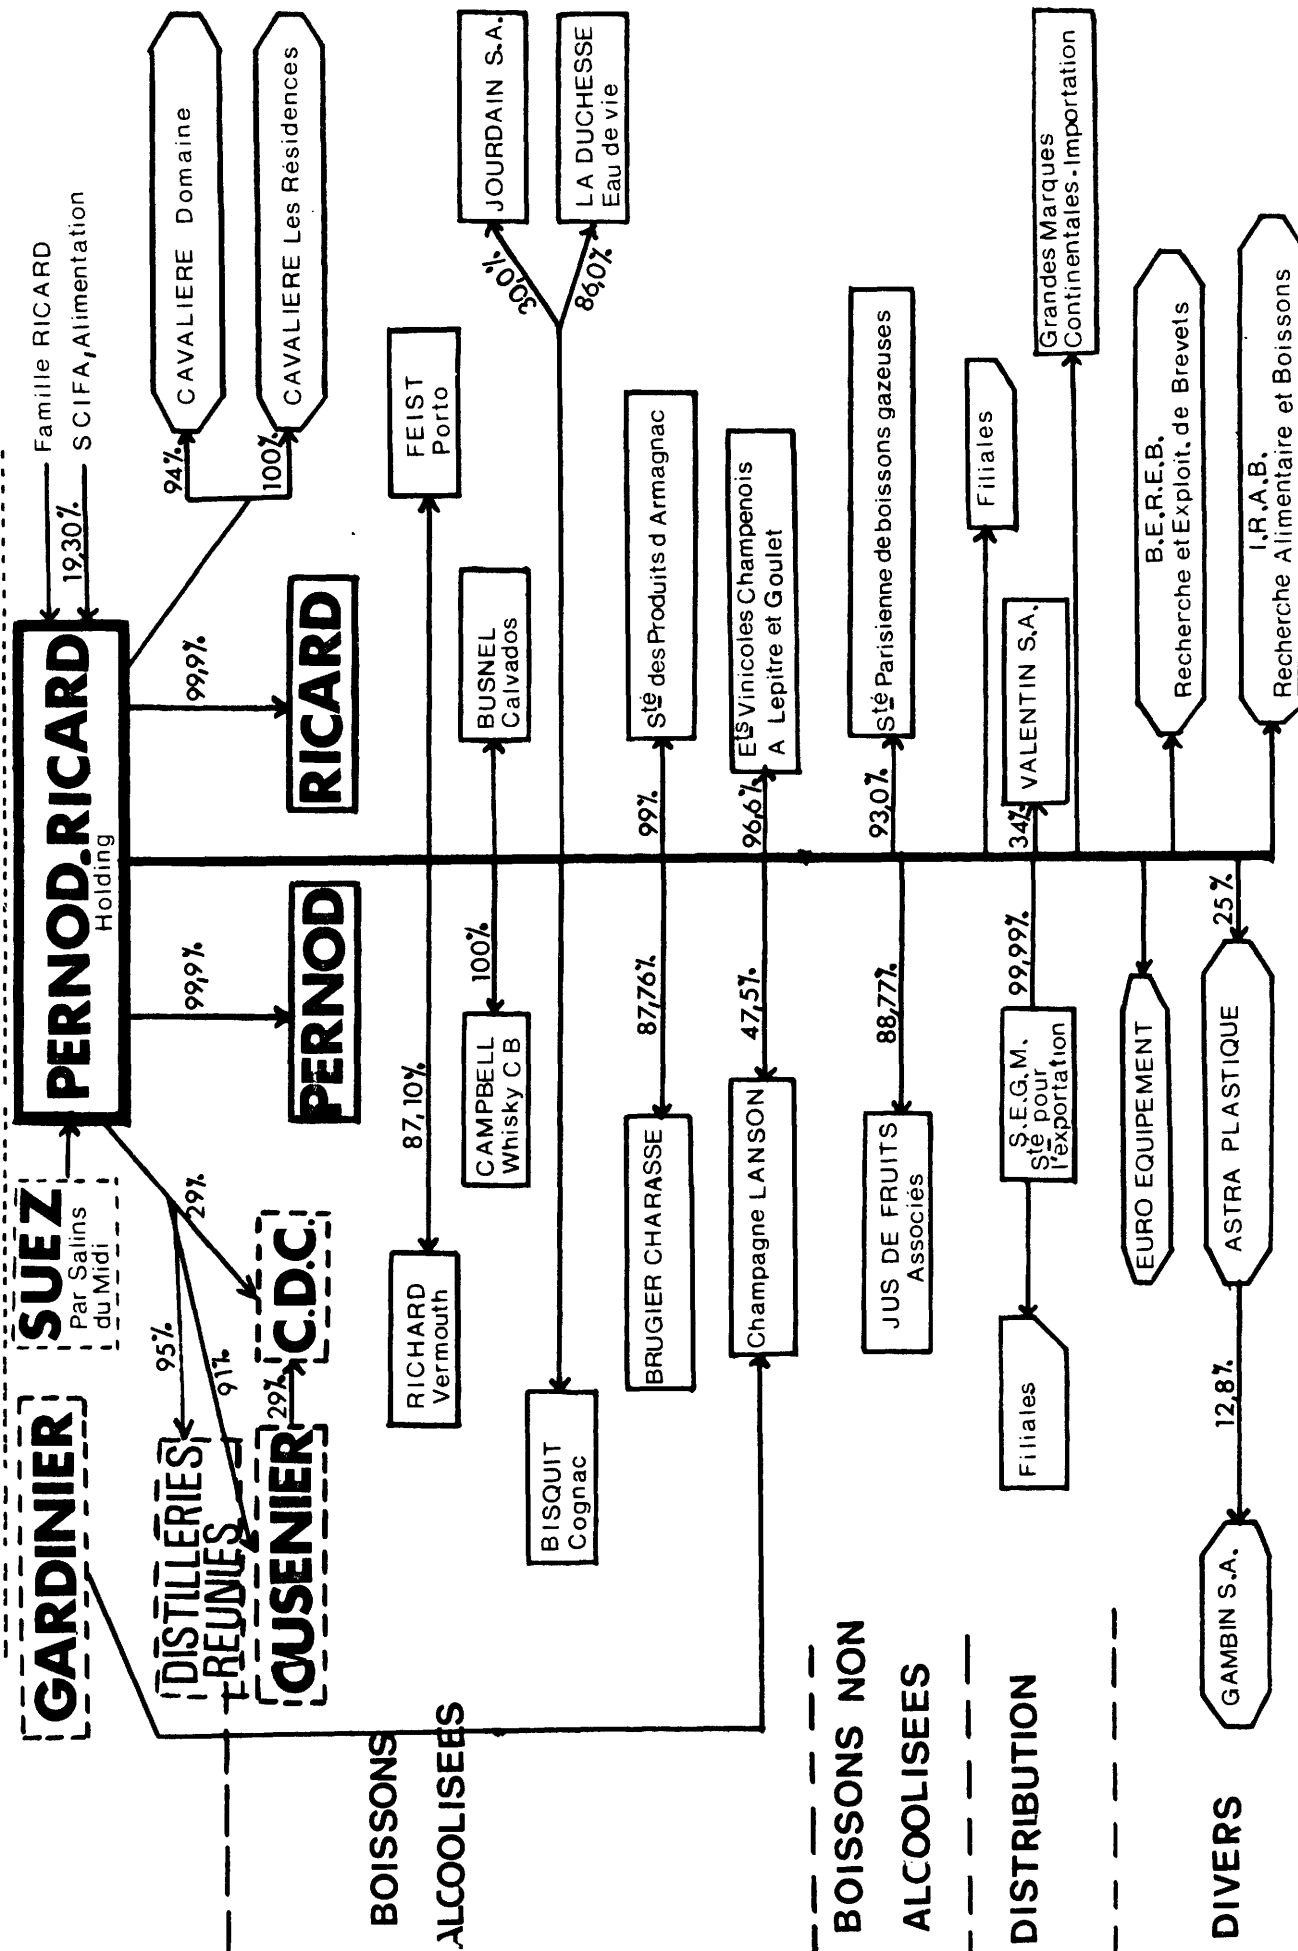 GARDINIER
SUEZ
Par Salins
du Midi
PERNOD.RICARD
Holding
Famille RICARD
19,30%
SCIFA, Alimentation
DISTILLERIES
REUNIES
95%
91%
29%
CUSENIER
29%
C.D.C.
99,9%
PERNOD
99,9%
RICARD
94%
CAVALIERE Domaine
100%
CAVALIERE Les Résidences
BOISSONS
ALCOOLISEES
RICHARD
Vermouth
87,10%
FEIST
Porto
CAMPBELL
Whisky C B
100%
BUSNEL
Calvados
BISQUIT
Cognac
30,0%
JOURDAIN S.A.
86,0%
LA DUCHESSE
Eau de vie
BRUGIER CHARASSE
87,76%
99%
Sté des Produits d Armagnac
Champagne LANSON
47,5%
96,6%
Ets Vinicoles Champenois
A Lepitre et Goulet
BOISSONS NON
ALCOOLISEES
JUS DE FRUITS
Associés
88,77%
93,0%
Sté Parisienne de boissons gazeuses
DISTRIBUTION
Filiales
Filiales
S.E.G.M.
Sté pour
l'exportation
99,99%
34%
VALENTIN S.A.
Grandes Marques
Continentales.Importation
DIVERS
EURO EQUIPEMENT
B.E.R.E.B.
Recherche et Exploit. de Brevets
GAMBIN S.A.
12,8%
ASTRA PLASTIQUE
25%
I.R.A.B.
Recherche Alimentaire et Boissons